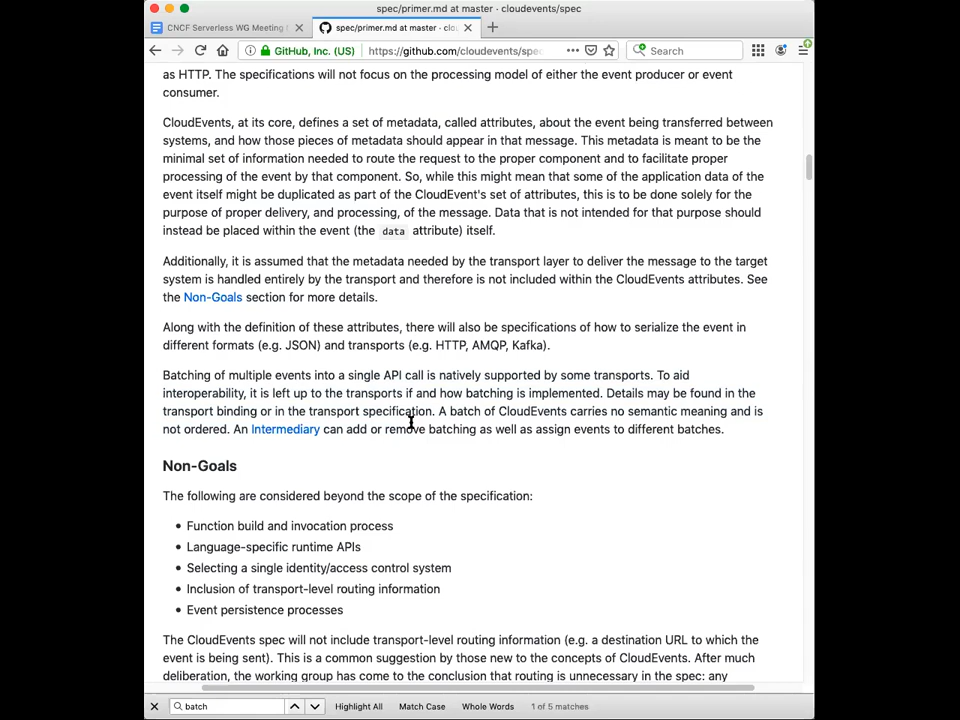 spec/primer.md at master · cloudevents/spec
CNCF Serverless WG Meeting
spec/primer.md at master · clou
GitHub, Inc. (US)
https://github.com/cloudevents/spec
Search
as HTTP. The specifications will not focus on the processing model of either the event producer or event
consumer.
CloudEvents, at its core, defines a set of metadata, called attributes, about the event being transferred between
systems, and how those pieces of metadata should appear in that message. This metadata is meant to be the
minimal set of information needed to route the request to the proper component and to facilitate proper
processing of the event by that component. So, while this might mean that some of the application data of the
event itself might be duplicated as part of the CloudEvent's set of attributes, this is to be done solely for the
purpose of proper delivery, and processing, of the message. Data that is not intended for that purpose should
instead be placed within the event (the data attribute) itself.
Additionally, it is assumed that the metadata needed by the transport layer to deliver the message to the target
system is handled entirely by the transport and therefore is not included within the CloudEvents attributes. See
the Non-Goals section for more details.
Along with the definition of these attributes, there will also be specifications of how to serialize the event in
different formats (e.g. JSON) and transports (e.g. HTTP, AMQP, Kafka).
Batching of multiple events into a single API call is natively supported by some transports. To aid
interoperability, it is left up to the transports if and how batching is implemented. Details may be found in the
transport binding or in the transport specification. A batch of CloudEvents carries no semantic meaning and is
not ordered. An Intermediary can add or remove batching as well as assign events to different batches.
Non-Goals
The following are considered beyond the scope of the specification:
• Function build and invocation process
• Language-specific runtime APIs
• Selecting a single identity/access control system
• Inclusion of transport-level routing information
• Event persistence processes
The CloudEvents spec will not include transport-level routing information (e.g. a destination URL to which the
event is being sent). This is a common suggestion by those new to the concepts of CloudEvents. After much
deliberation, the working group has come to the conclusion that routing is unnecessary in the spec: any
batch
Highlight All
Match Case
Whole Words
1 of 5 matches